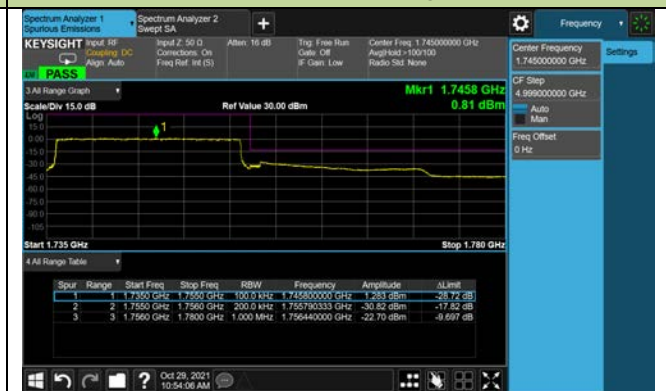 Spectrum Analyzer 1
Spurious Emissions
Spectrum Analyzer 2
Swept SA
+
Frequency
KEYSIGHT
Input: RF
Coupling: DC
Align: Auto
Input Z: 50 Ω
Corrections: On
Freq Ref: Int (S)
Atten: 16 dB
Trig: Free Run
Gate: Off
IF Gain: Low
Center Freq: 1.745000000 GHz
Avg|Hold:>100/100
Radio Std: None
PASS
Center Frequency
1.745000000 GHz
Settings
CF Step
4.999000000 GHz
Auto
Man
Freq Offset
0 Hz
3 All Range Graph
Mkr1 1.7458 GHz
Scale/Div 15.0 dB
Ref Value 30.00 dBm
0.81 dBm
Log
15.0
0.00
-15.0
-30.0
-45.0
-60.0
-75.0
-90.0
-105
1
Start 1.735 GHz
Stop 1.780 GHz
4 All Range Table
Spur Range Start Freq Stop Freq RBW Frequency Amplitude ΔLimit
1 1 1.7350 GHz 1.7550 GHz 100.0 kHz 1.745800000 GHz 1.283 dBm -28.72 dB
2 2 1.7550 GHz 1.7560 GHz 200.0 kHz 1.755790333 GHz -30.82 dBm -17.82 dB
3 3 1.7560 GHz 1.7800 GHz 1.000 MHz 1.756440000 GHz -22.70 dBm -9.697 dB
?
Oct 29, 2021
10:54:06 AM